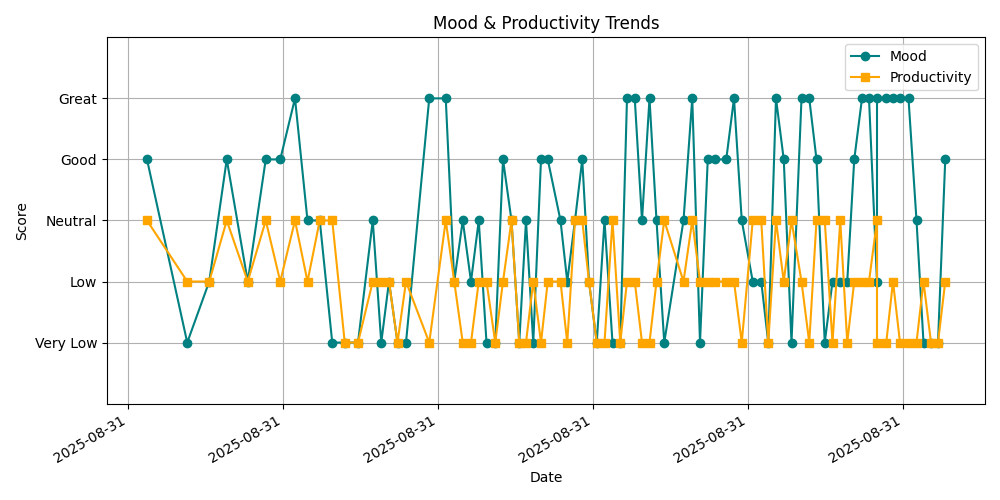 Mood & Productivity Trends
Mood
Productivity
Score
Great
Good
Neutral
Low
Very Low
2025-08-31 2025-08-31 2025-08-31 2025-08-31 2025-08-31 2025-08-31
Date